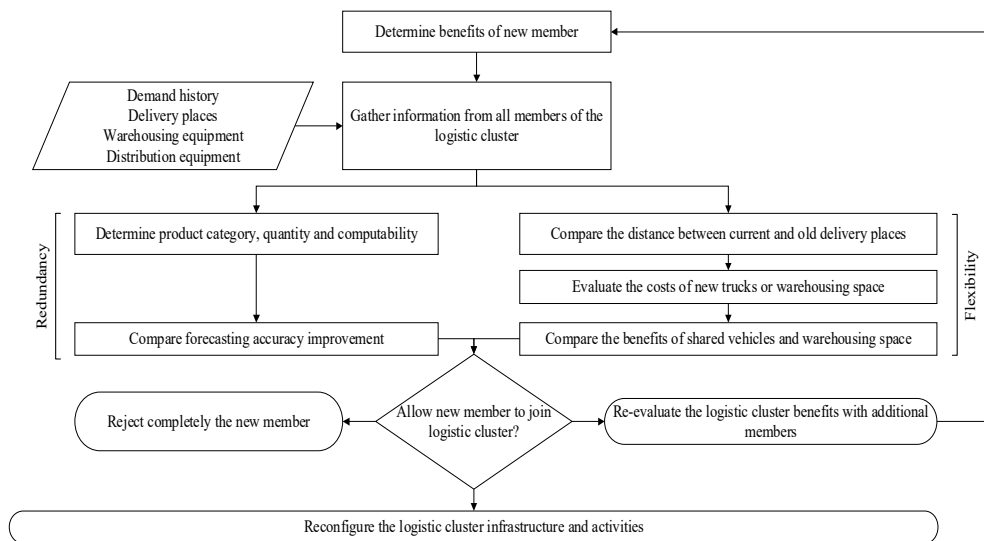 Determine benefits of new member
Demand history
Delivery places
Warehousing equipment
Distribution equipment
Gather information from all members of the
logistic cluster
Redundancy
Determine product category, quantity and computability
Compare forecasting accuracy improvement
Compare the distance between current and old delivery places
Evaluate the costs of new trucks or warehousing space
Compare the benefits of shared vehicles and warehousing space
Flexibility
Reject completely the new member
Allow new member to join
logistic cluster?
Re-evaluate the logistic cluster benefits with additional
members
Reconfigure the logistic cluster infrastructure and activities